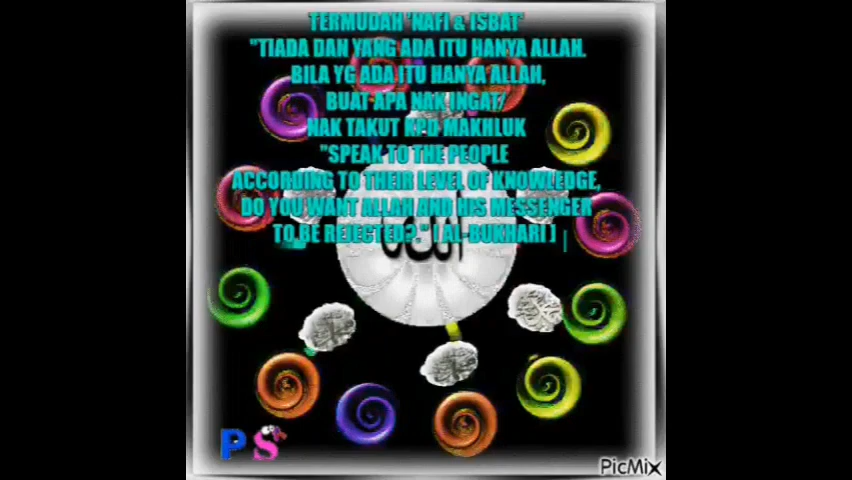 TERMUDAH 'NAFI & ISBAT'
"TIADA DAN YANG ADA ITU HANYA ALLAH.
BILA YG ADA ITU HANYA ALLAH,
BUAT APA NAK INGAT/
NAK TAKUT KPD MAKHLUK
"SPEAK TO THE PEOPLE
ACCORDING TO THEIR LEVEL OF KNOWLEDGE,
DO YOU WANT ALLAH AND HIS MESSENGER
TO BE REJECTED?." ( AL-BUKHARI )
الله
PS
PicMix